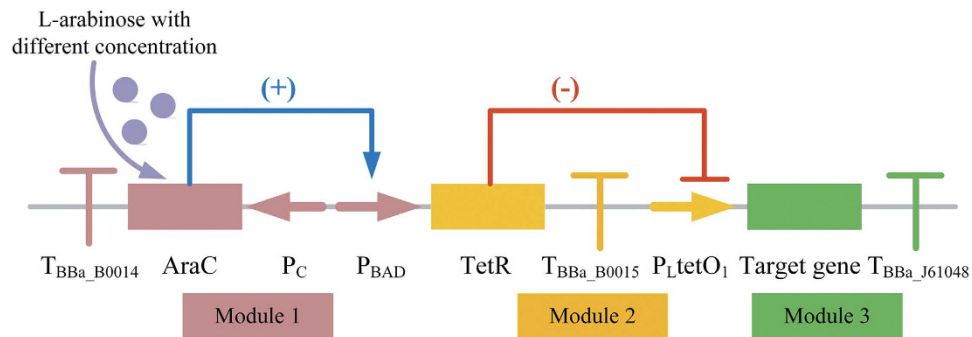 L-arabinose with
different concentration
(+)
(-)
T_BBa_B0014 AraC P_C P_BAD TetR T_BBa_B0015 P_LtetO_1 Target gene T_BBa_J61048
Module 1 Module 2 Module 3